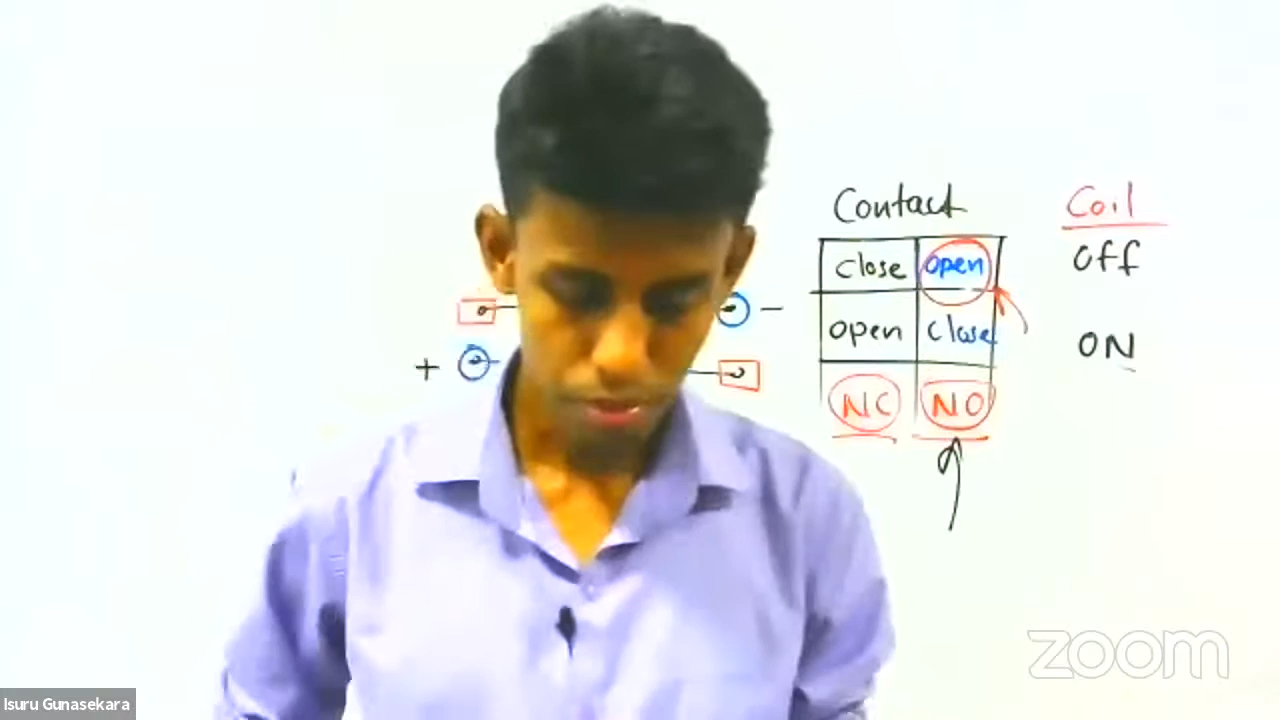 Contact Coil
close open Off
- open close ON
+
NC NO
zoom
Isuru Gunasekara